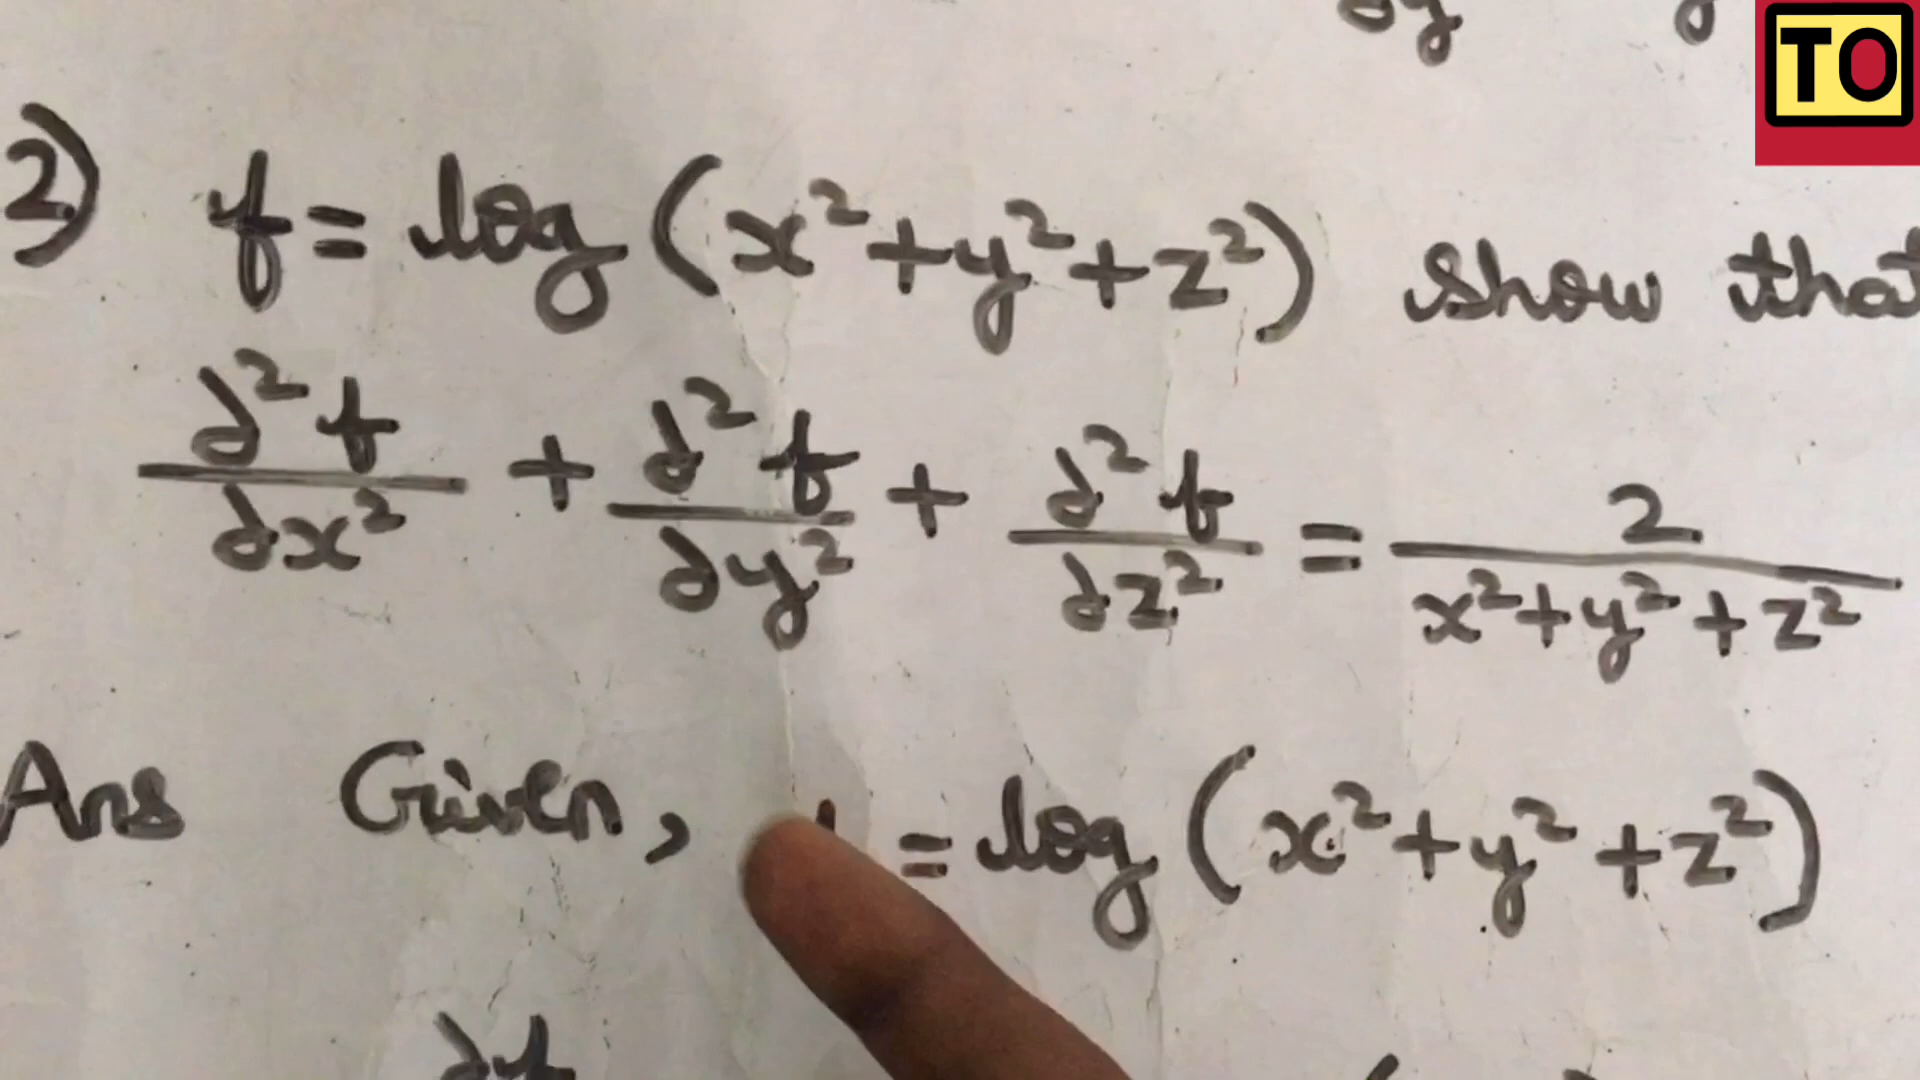 TO
2) f = log (x²+y²+z²) show that
∂²f/∂x² + ∂²f/∂y² + ∂²f/∂z² = 2/(x²+y²+z²)
Ans Given, = log (x²+y²+z²)